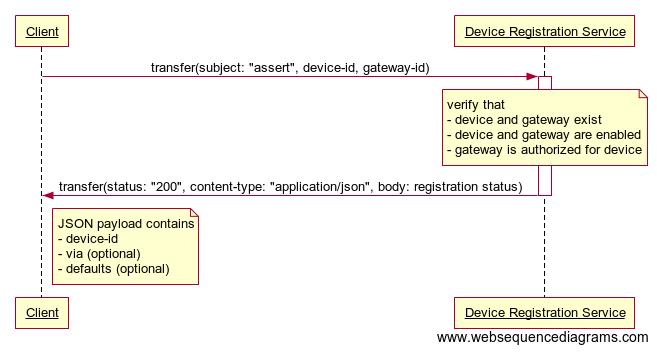 Client
Device Registration Service
transfer(subject: "assert", device-id, gateway-id)
verify that
- device and gateway exist
- device and gateway are enabled
- gateway is authorized for device
transfer(status: "200", content-type: "application/json", body: registration status)
JSON payload contains
- device-id
- via (optional)
- defaults (optional)
Client
Device Registration Service
www.websequencediagrams.com